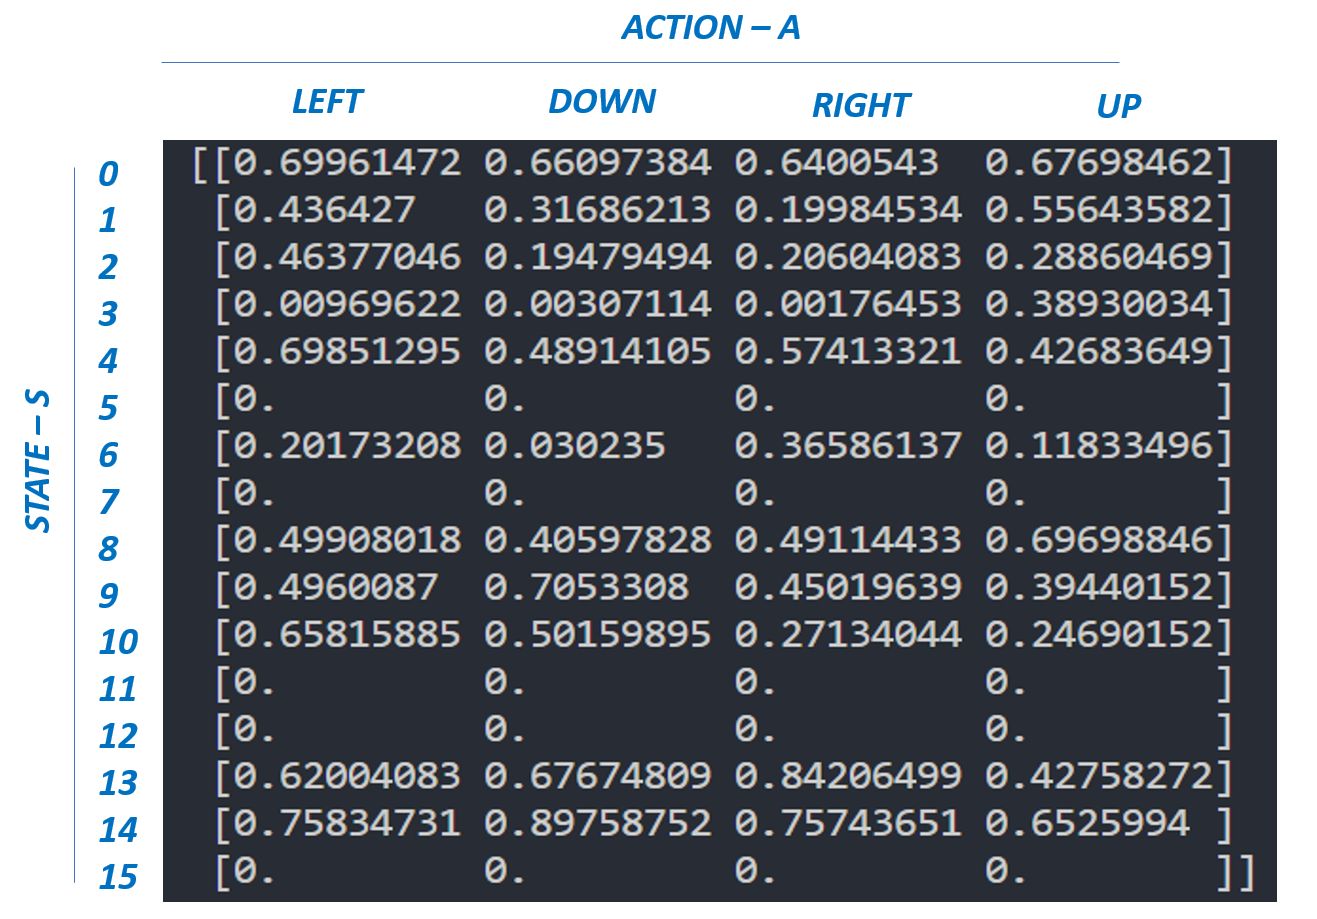 ACTION – A
LEFT DOWN RIGHT UP
STATE – S
0 [[0.69961472 0.66097384 0.6400543 0.67698462]
1 [0.436427 0.31686213 0.19984534 0.55643582]
2 [0.46377046 0.19479494 0.20604083 0.28860469]
3 [0.00969622 0.00307114 0.00176453 0.38930034]
4 [0.69851295 0.48914105 0.57413321 0.42683649]
5 [0. 0. 0. 0. ]
6 [0.20173208 0.030235 0.36586137 0.11833496]
7 [0. 0. 0. 0. ]
8 [0.49908018 0.40597828 0.49114433 0.69698846]
9 [0.4960087 0.7053308 0.45019639 0.39440152]
10 [0.65815885 0.50159895 0.27134044 0.24690152]
11 [0. 0. 0. 0. ]
12 [0. 0. 0. 0. ]
13 [0.62004083 0.67674809 0.84206499 0.42758272]
14 [0.75834731 0.89758752 0.75743651 0.6525994 ]
15 [0. 0. 0. 0. ]]